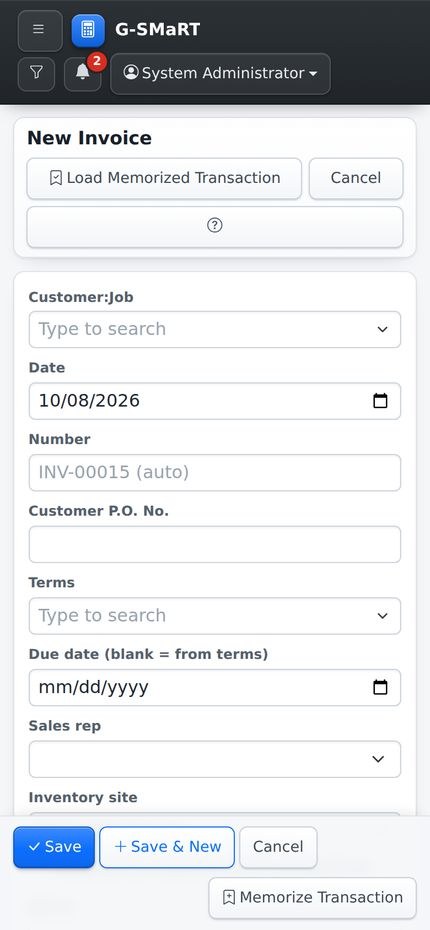 G-SMaRT
2
System Administrator
New Invoice
Load Memorized Transaction
Cancel
Customer:Job
Type to search
Date
10/08/2026
Number
INV-00015 (auto)
Customer P.O. No.
Terms
Type to search
Due date (blank = from terms)
mm/dd/yyyy
Sales rep
Inventory site
Save
+ Save & New
Cancel
Memorize Transaction